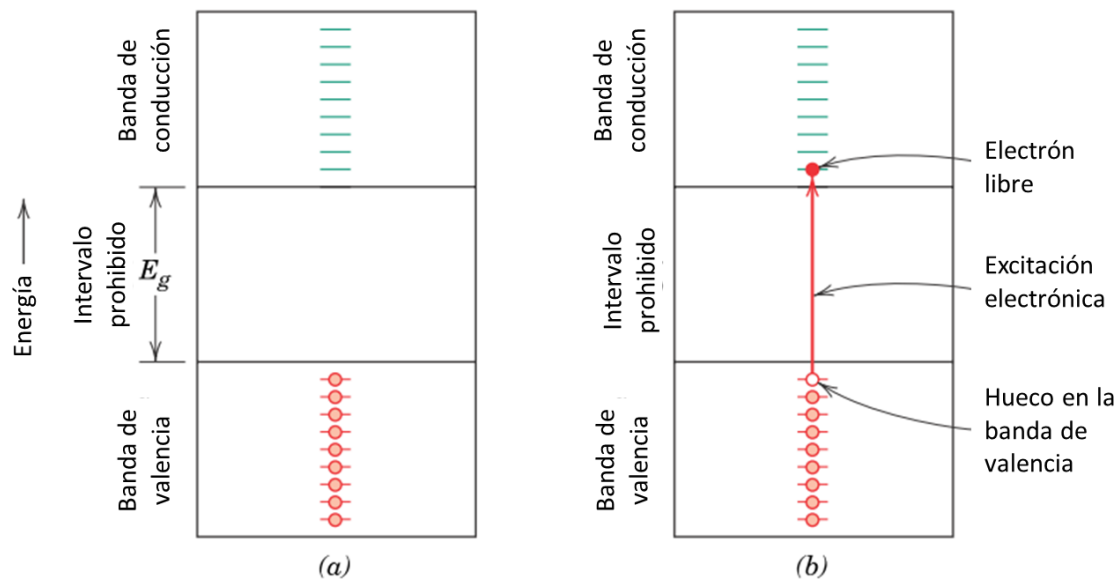 Energía
Banda de
conducción
Intervalo
prohibido
E_g
Banda de
valencia
(a)
Banda de
conducción
Intervalo
prohibido
Banda de
valencia
Electrón
libre
Excitación
electrónica
Hueco en la
banda de
valencia
(b)